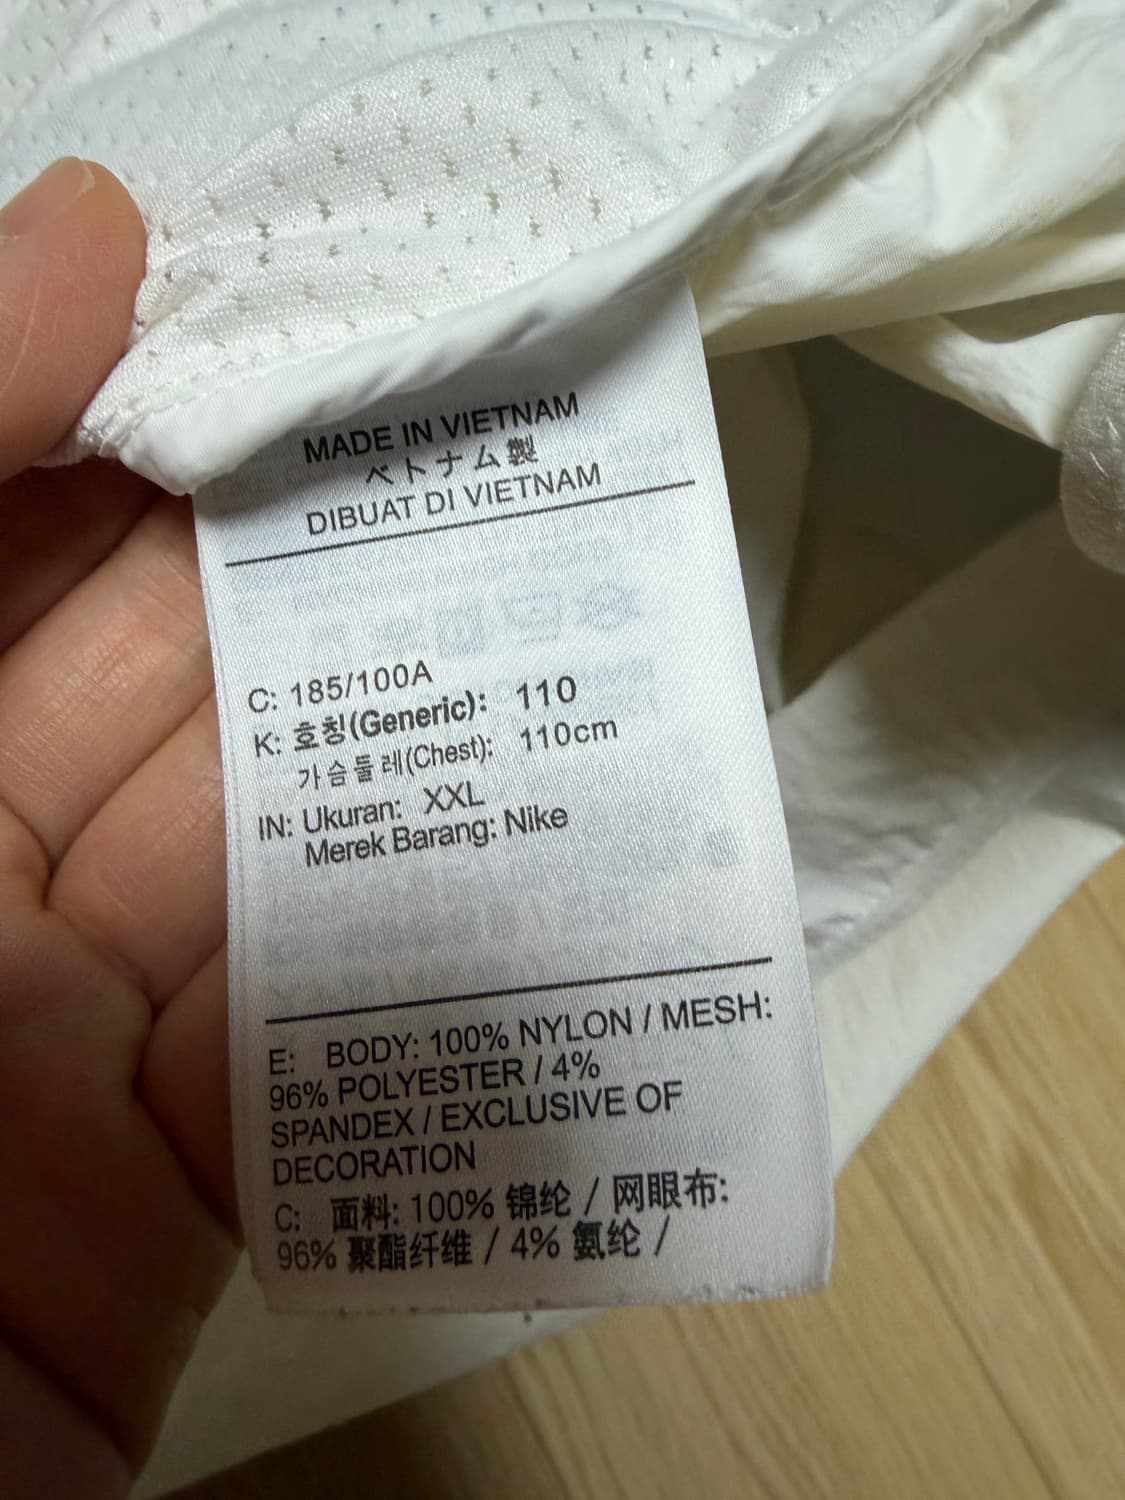 MADE IN VIETNAM
ベトナム製
DIBUAT DI VIETNAM
C: 185/100A
K: 호칭(Generic): 110
가슴둘레(Chest): 110cm
IN: Ukuran: XXL
Merek Barang: Nike
E: BODY: 100% NYLON / MESH:
96% POLYESTER / 4%
SPANDEX / EXCLUSIVE OF
DECORATION
C: 面料: 100% 锦纶 / 网眼布:
96% 聚酯纤维 / 4% 氨纶 /